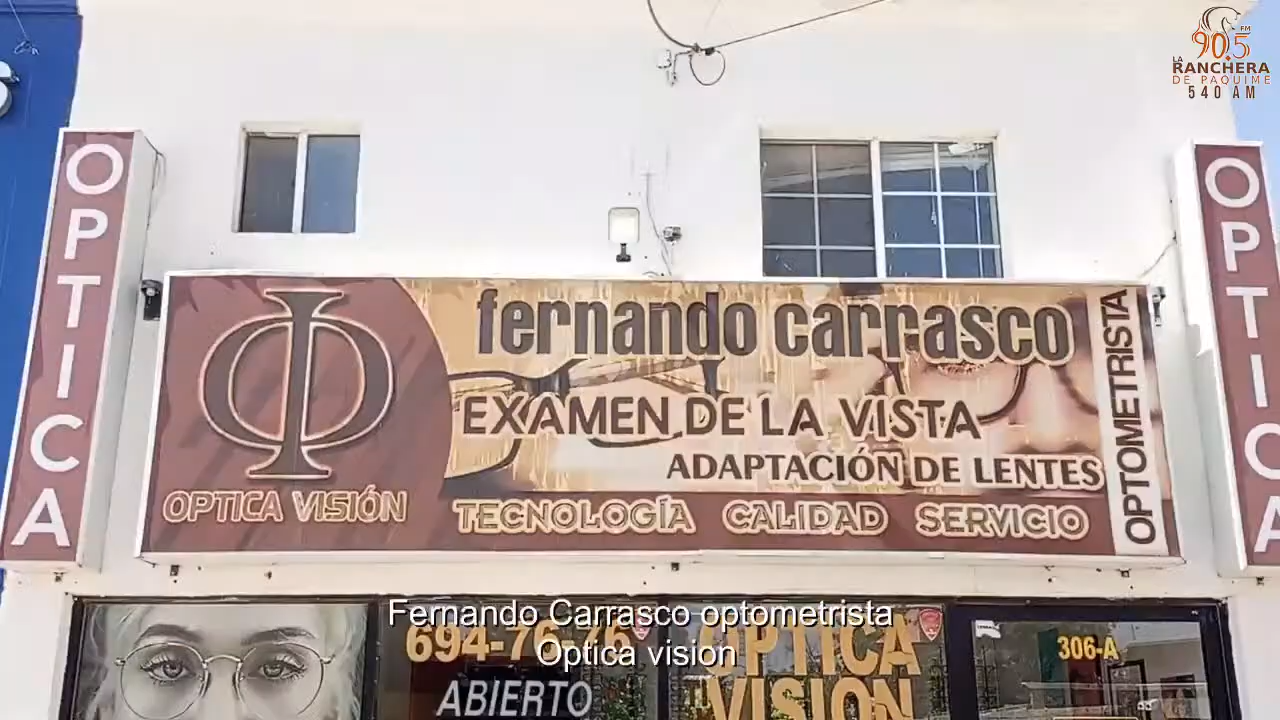 FM
90.5
LA
RANCHERA
DE PAQUIME
540 AM
OPTICA
fernando carrasco
EXAMEN DE LA VISTA
ADAPTACIÓN DE LENTES
OPTOMETRISTA
OPTICA VISIÓN
TECNOLOGÍA CALIDAD SERVICIO
OPTICA
694-76-76
ABIERTO
OPTICA
VISION
306-A
Fernando Carrasco optometrista
Optica vision